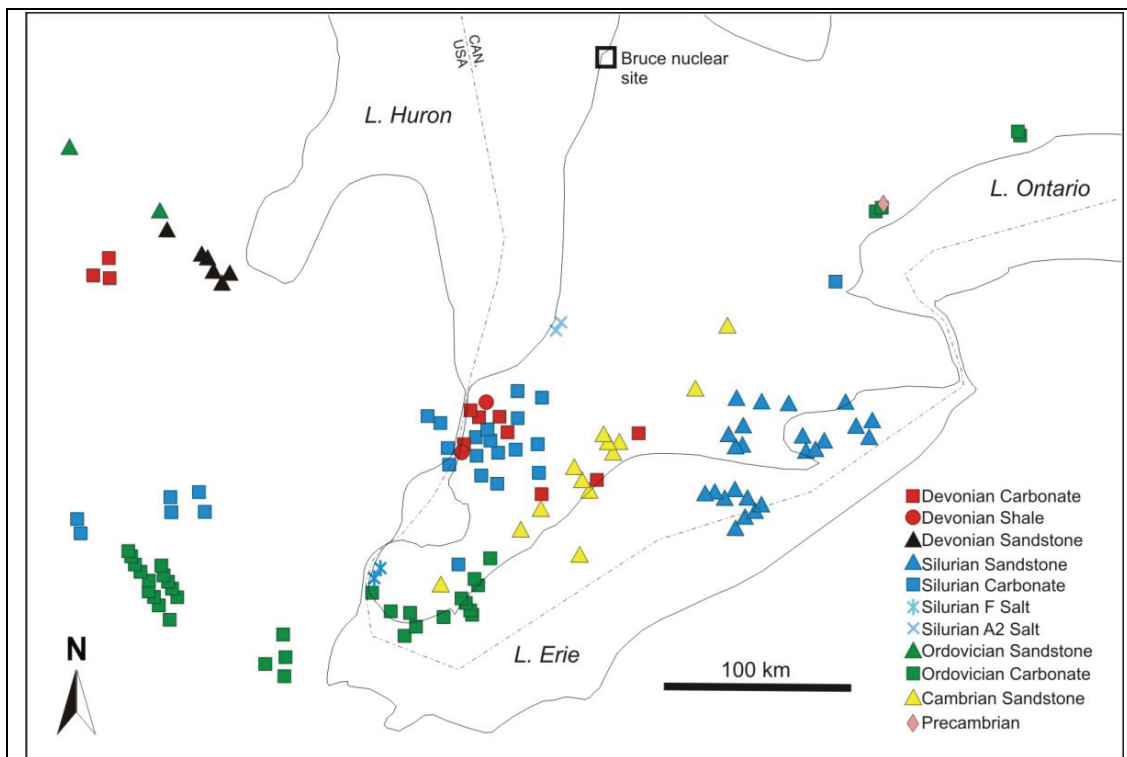 CAN.
USA
Bruce nuclear
site
L. Huron
L. Ontario
Devonian Carbonate
Devonian Shale
Devonian Sandstone
Silurian Sandstone
Silurian Carbonate
Silurian F Salt
Silurian A2 Salt
Ordovician Sandstone
Ordovician Carbonate
Cambrian Sandstone
Precambrian
N
L. Erie
100 km